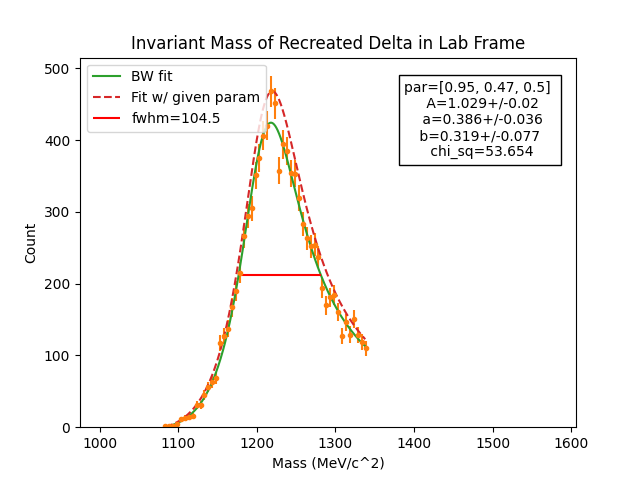 Invariant Mass of Recreated Delta in Lab Frame
BW fit
Fit w/ given param
fwhm=104.5
par=[0.95, 0.47, 0.5]
A=1.029+/-0.02
a=0.386+/-0.036
b=0.319+/-0.077
chi_sq=53.654
Count
500
400
300
200
100
0
1000 1100 1200 1300 1400 1500 1600
Mass (MeV/c^2)